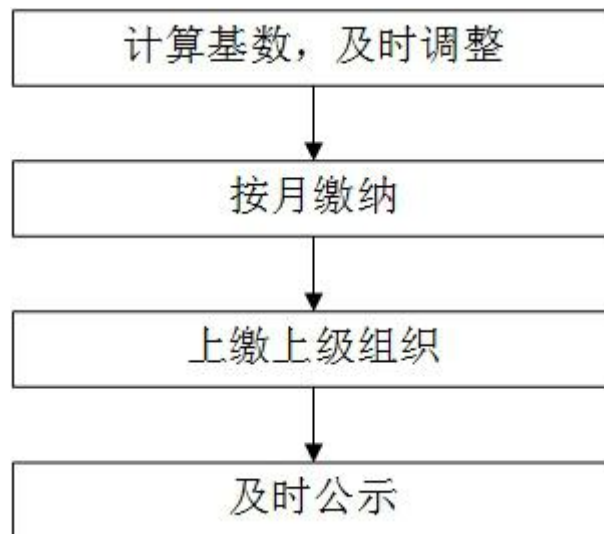 计算基数，及时调整
按月缴纳
上缴上级组织
及时公示